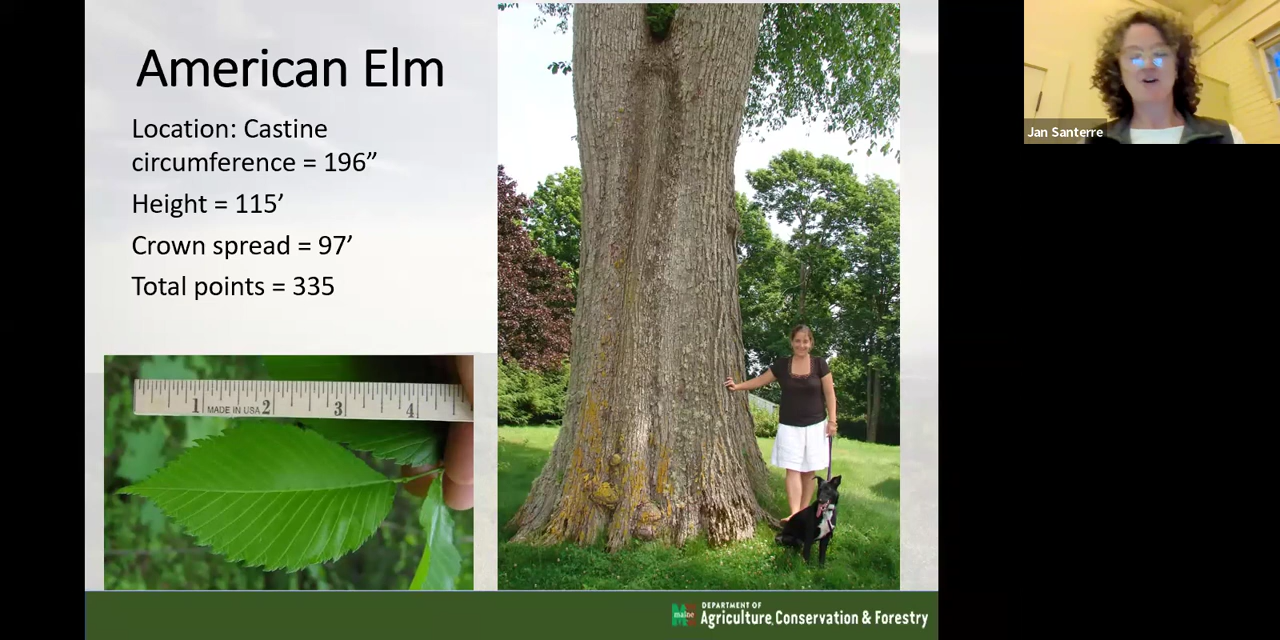 American Elm
Location: Castine
circumference = 196”
Height = 115’
Crown spread = 97’
Total points = 335
1 MADE IN USA 2 3 4
maine
DEPARTMENT OF
Agriculture, Conservation & Forestry
Jan Santerre